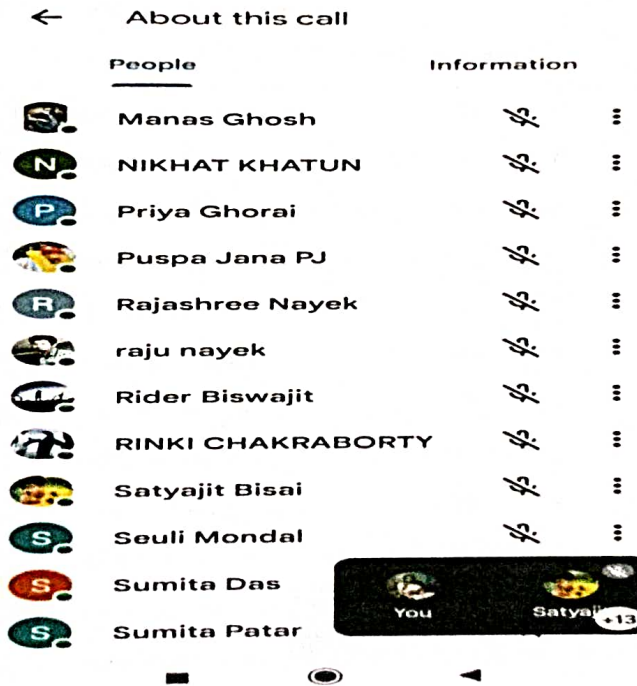 About this call
People Information
Manas Ghosh
N NIKHAT KHATUN
P Priya Ghorai
Puspa Jana PJ
R Rajashree Nayek
raju nayek
Rider Biswajit
RINKI CHAKRABORTY
Satyajit Bisai
S Seuli Mondal
S Sumita Das
You Satyaji +13
S Sumita Patar